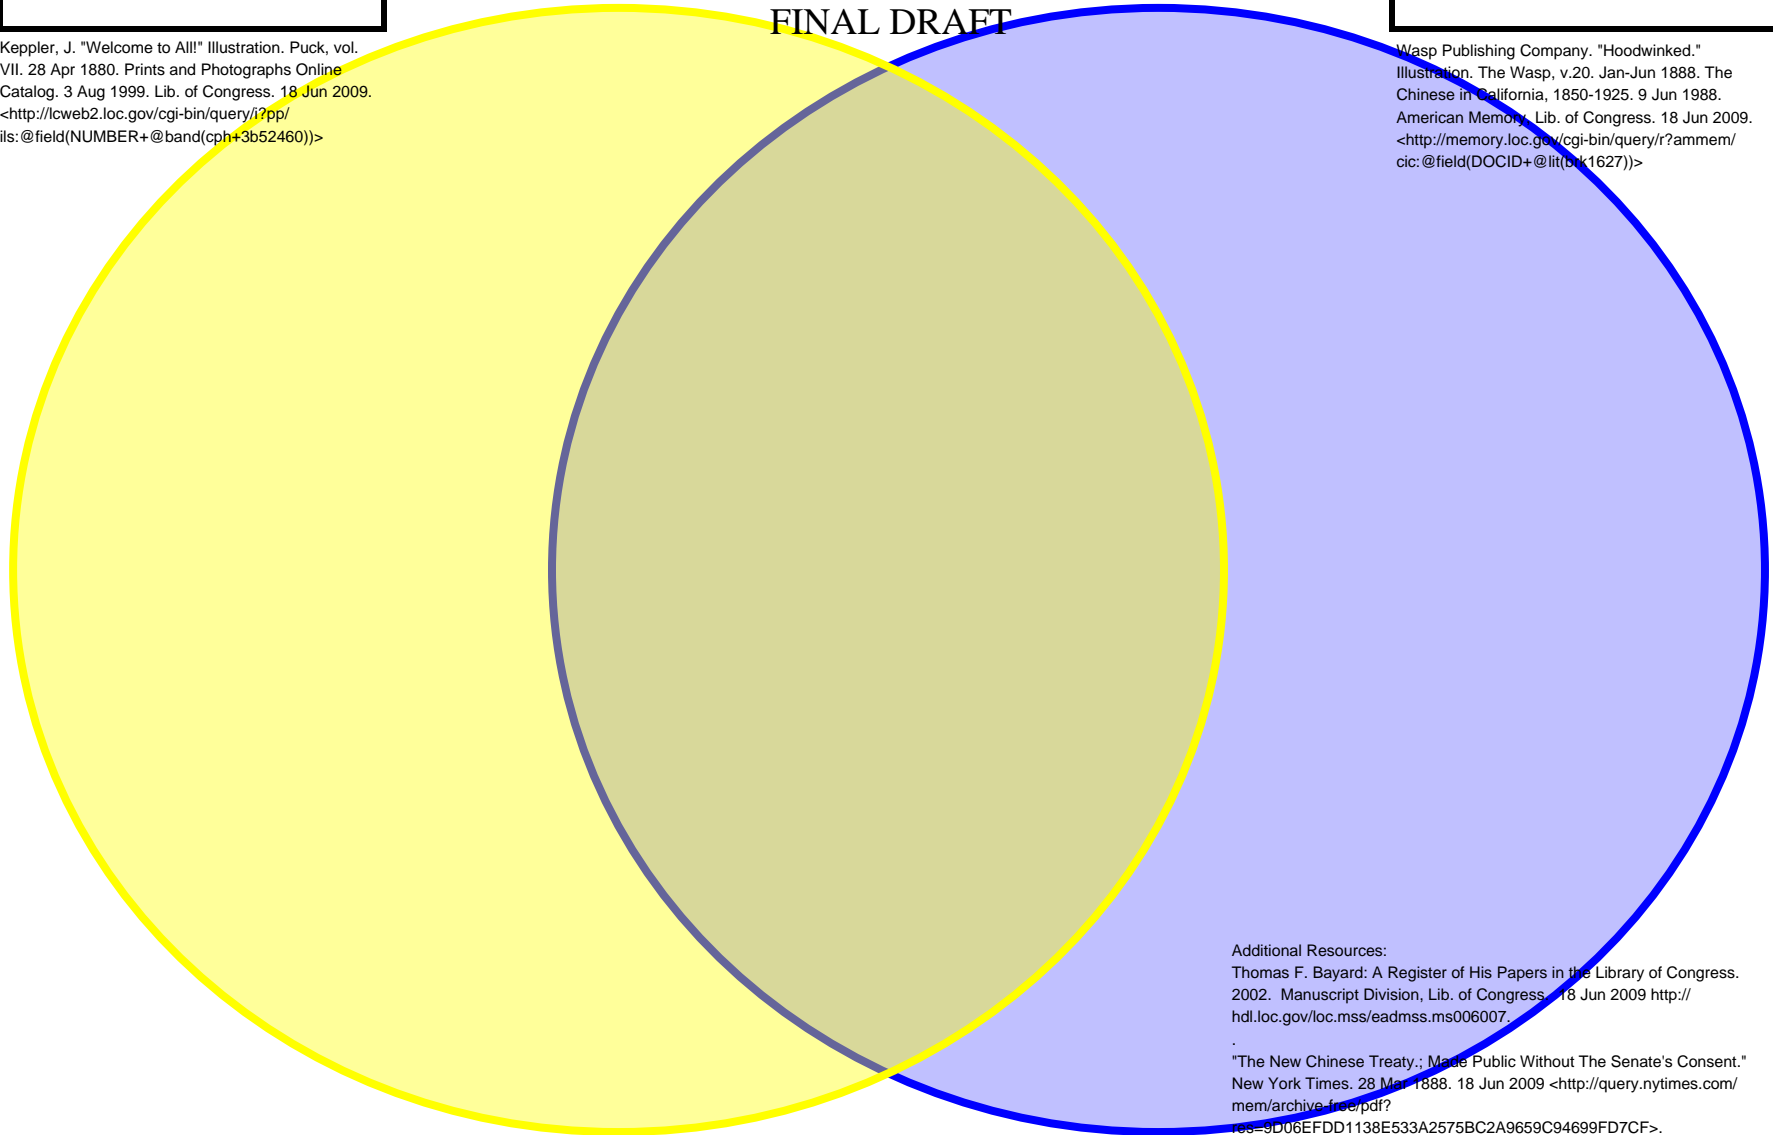 FINAL DRAFT
Keppler, J. "Welcome to All!" Illustration. Puck, vol.
VII. 28 Apr 1880. Prints and Photographs Online
Catalog. 3 Aug 1999. Lib. of Congress. 18 Jun 2009.
<http://lcweb2.loc.gov/cgi-bin/query/i?pp/
ils:@field(NUMBER+@band(cph+3b52460))>
Wasp Publishing Company. "Hoodwinked."
Illustration. The Wasp, v.20. Jan-Jun 1888. The
Chinese in California, 1850-1925. 9 Jun 1988.
American Memory, Lib. of Congress. 18 Jun 2009.
<http://memory.loc.gov/cgi-bin/query/r?ammem/
cic:@field(DOCID+@lit(brk1627))>
Additional Resources:
Thomas F. Bayard: A Register of His Papers in the Library of Congress.
2002. Manuscript Division, Lib. of Congress. 18 Jun 2009 http://
hdl.loc.gov/loc.mss/eadmss.ms006007.
.
"The New Chinese Treaty.; Made Public Without The Senate's Consent."
New York Times. 28 Mar 1888. 18 Jun 2009 <http://query.nytimes.com/
mem/archive-free/pdf?
res=9D06EFDD1138E533A2575BC2A9659C94699FD7CF>.